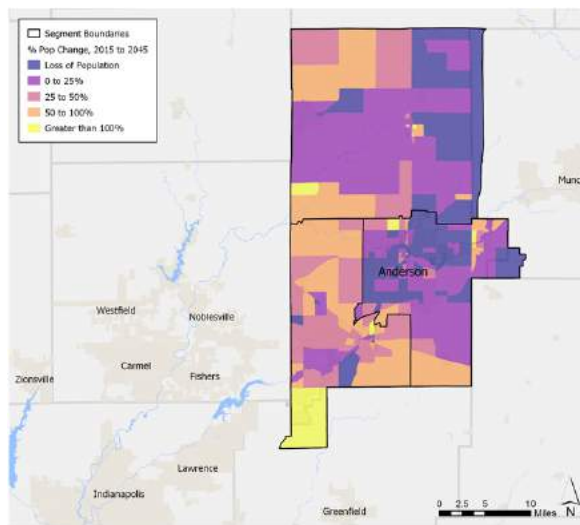 Segment Boundaries
% Pop Change, 2015 to 2045
Loss of Population
0 to 25%
25 to 50%
50 to 100%
Greater than 100%
Munc
Anderson
Westfield
Noblesville
Carmel
Fishers
Zionsville
Lawrence
Indianapolis
Greenfield
0 2.5 5 10
Miles
N